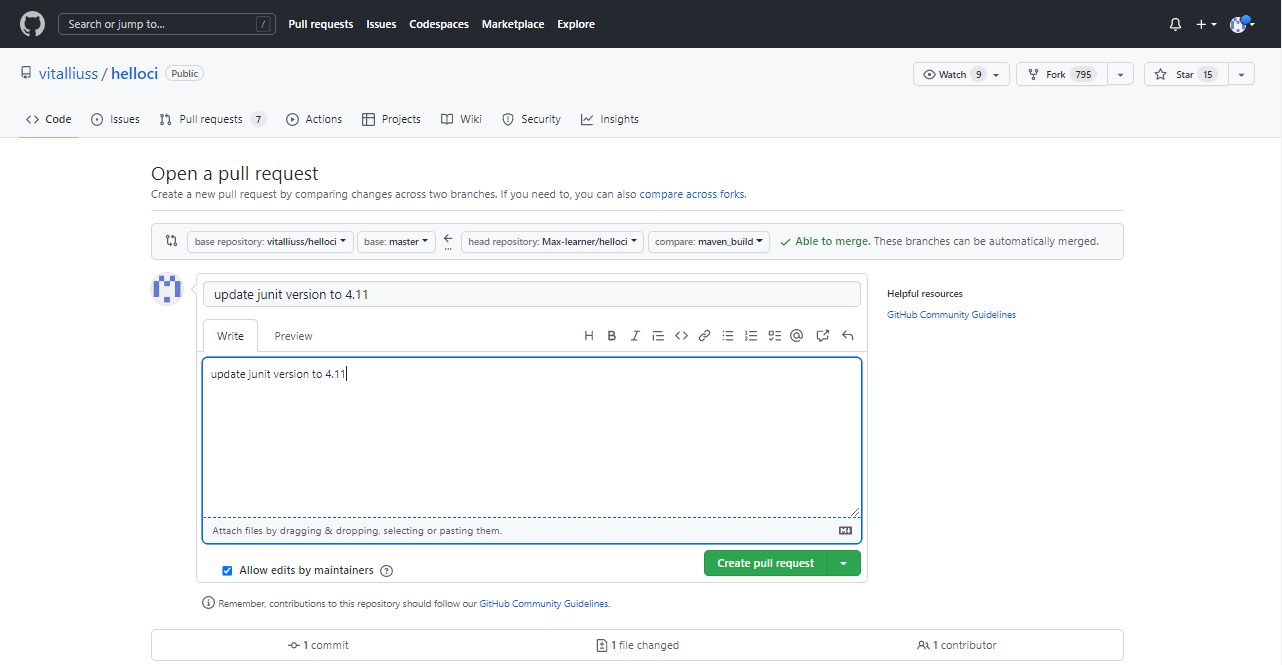 Search or jump to... /
Pull requests Issues Codespaces Marketplace Explore
vitalliuss / helloci Public
Watch 9 Fork 795 Star 15
Code Issues Pull requests 7 Actions Projects Wiki Security Insights
Open a pull request
Create a new pull request by comparing changes across two branches. If you need to, you can also compare across forks.
base repository: vitalliuss/helloci base: master ... head repository: Max-learner/helloci compare: maven_build Able to merge. These branches can be automatically merged.
update junit version to 4.11
Helpful resources
GitHub Community Guidelines
Write Preview H B I
update junit version to 4.11
Attach files by dragging & dropping, selecting or pasting them.
Allow edits by maintainers ?
Create pull request
Remember, contributions to this repository should follow our GitHub Community Guidelines.
1 commit 1 file changed 1 contributor